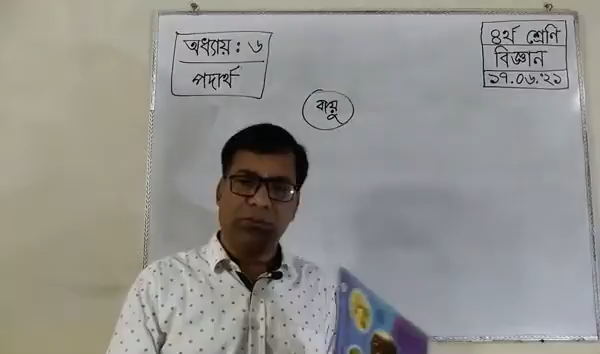 অধ্যায় : ৬
পদার্থ
৪র্থ শ্রেণি
বিজ্ঞান
১৭.০৬.'২১
বায়ু